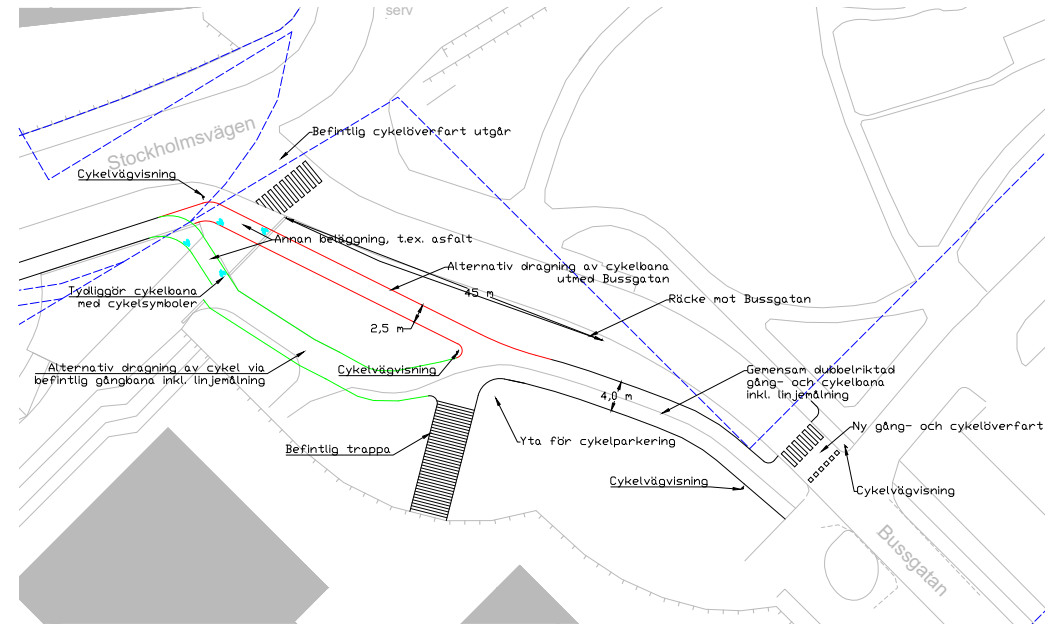 serv
Befintlig cykelöverfart utgår
Stockholmsvägen
Cykelvägvisning
Annan beläggning, t.ex. asfalt
Alternativ dragning av cykelbana
utmed Bussgatan
45 m
Tydliggör cykelbana
med cykelsymboler
Räcke mot Bussgatan
2,5 m
Alternativ dragning av cykel via
befintlig gångbana inkl. linjemålning
Cykelvägvisning
Gemensam dubbelriktad
gång- och cykelbana
inkl. linjemålning
4,0 m
Ny gång- och cykelöverfart
Yta för cykelparkering
Befintlig trappa
Cykelvägvisning
Cykelvägvisning
Bussgatan